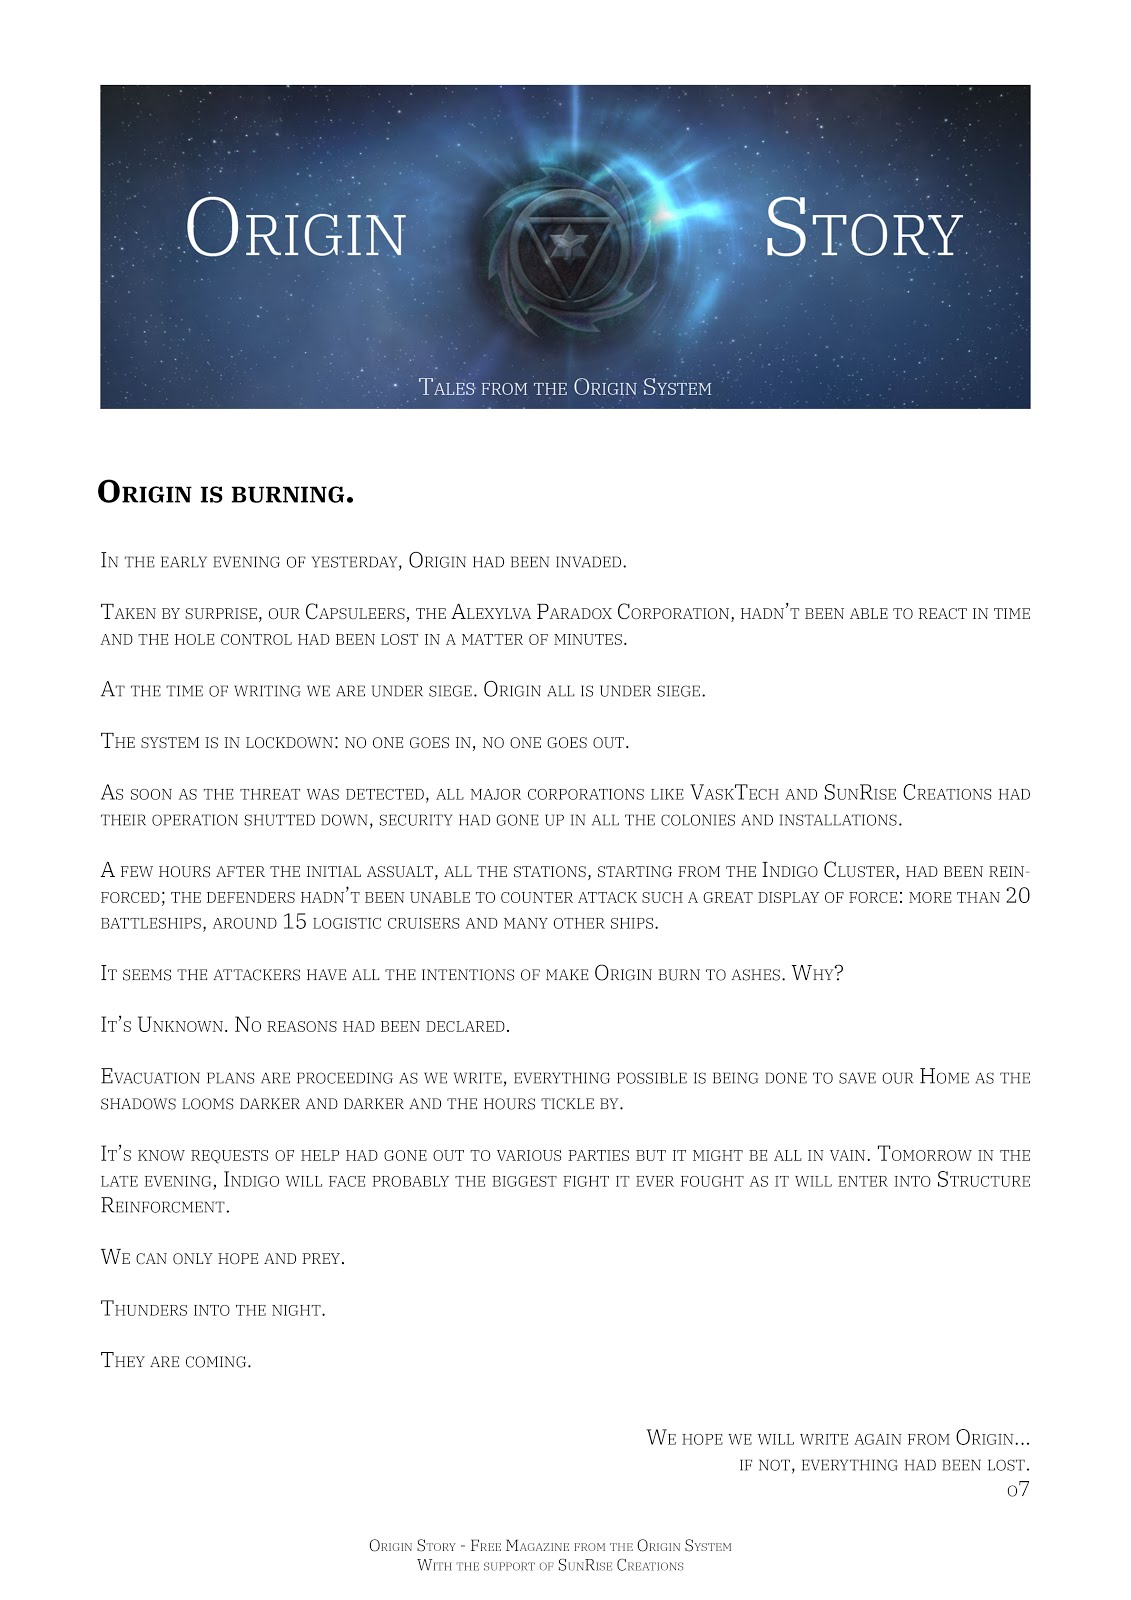 Origin Story
Tales from the Origin System
Origin is burning.
In the early evening of yesterday, Origin had been invaded.
Taken by surprise, our Capsuleers, the Alexylva Paradox Corporation, hadn't been able to react in time
and the hole control had been lost in a matter of minutes.
At the time of writing we are under siege. Origin all is under siege.
The system is in lockdown: no one goes in, no one goes out.
As soon as the threat was detected, all major corporations like VaskTech and SunRise Creations had
their operation shutted down, security had gone up in all the colonies and installations.
A few hours after the initial assualt, all the stations, starting from the Indigo Cluster, had been rein-
forced; the defenders hadn't been unable to counter attack such a great display of force: more than 20
battleships, around 15 logistic cruisers and many other ships.
It seems the attackers have all the intentions of make Origin burn to ashes. Why?
It's Unknown. No reasons had been declared.
Evacuation plans are proceeding as we write, everything possible is being done to save our Home as the
shadows looms darker and darker and the hours tickle by.
It's know requests of help had gone out to various parties but it might be all in vain. Tomorrow in the
late evening, Indigo will face probably the biggest fight it ever fought as it will enter into Structure
Reinforcment.
We can only hope and prey.
Thunders into the night.
They are coming.
We hope we will write again from Origin...
if not, everything had been lost.
o7
Origin Story - Free Magazine from the Origin System
With the support of SunRise Creations